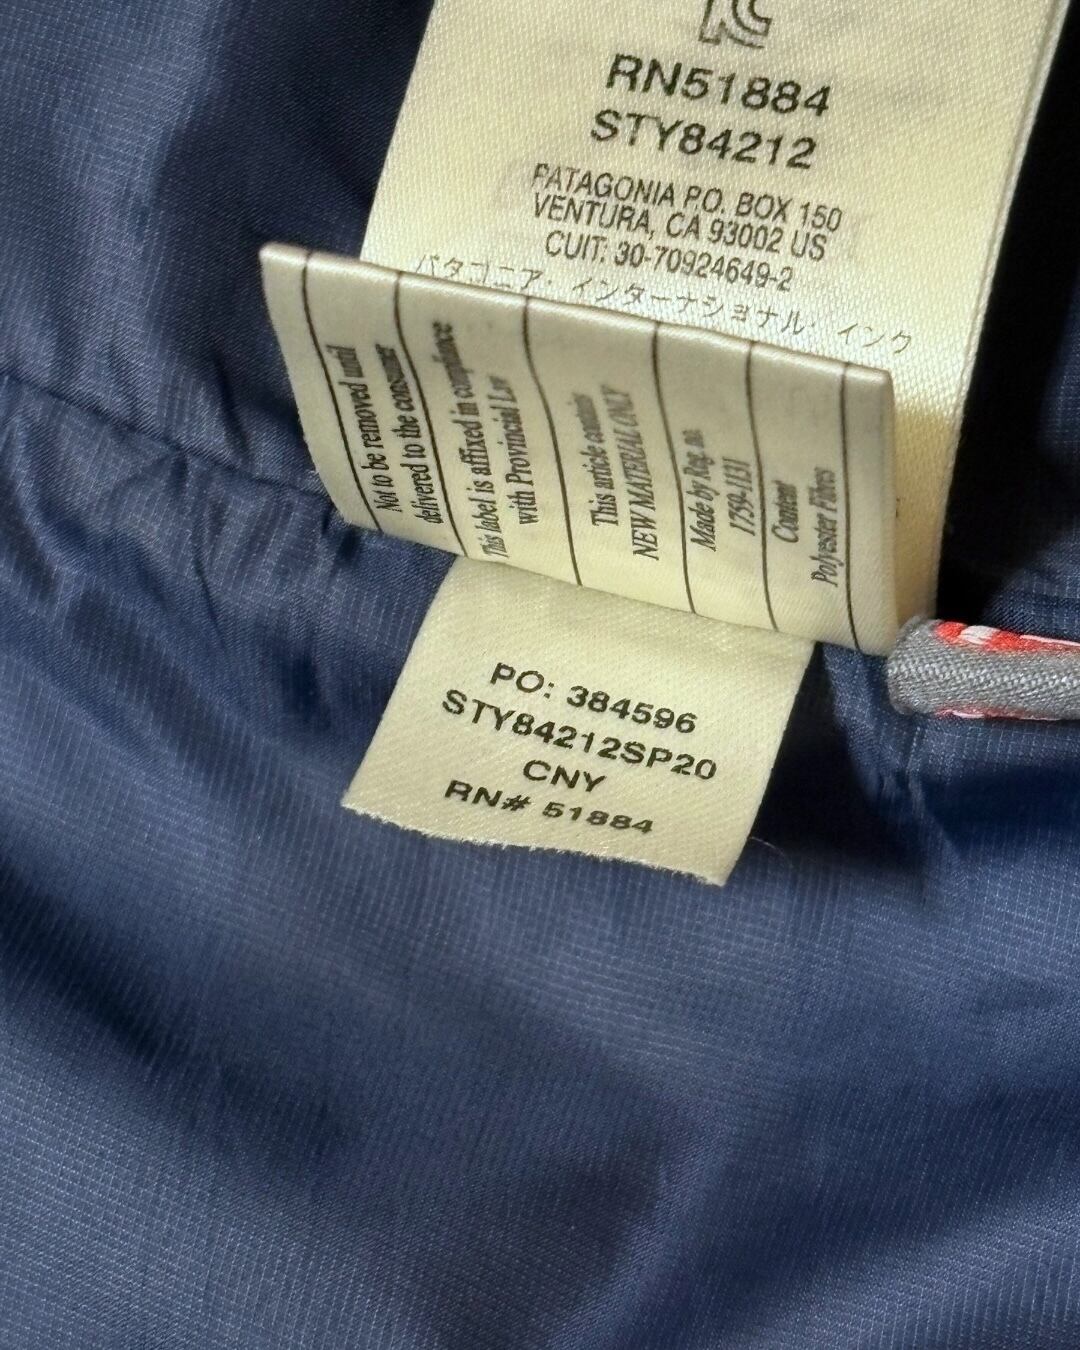 RN51884
STY84212
PATAGONIA P.O. BOX 150
VENTURA, CA 93002 US
CUIT: 30-70924649-2
パタゴニア・インターナショナル・インク
Not to be removed until
delivered to the consumer
This label is affixed in compliance
with Provincial Law
This article contains
NEW MATERIAL ONLY
Made by Reg. no.
1759-1131
Content
Polyester Fibres
PO: 384596
STY84212SP20
CNY
RN# 51884